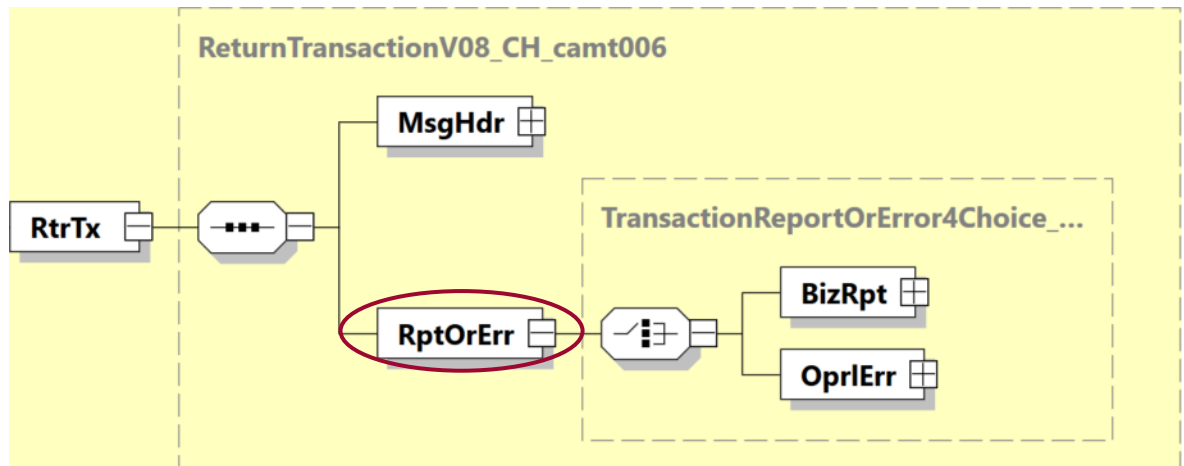 ReturnTransactionV08_CH_camt006
MsgHdr
RtrTx
TransactionReportOrError4Choice_...
BizRpt
RptOrErr
OprlErr